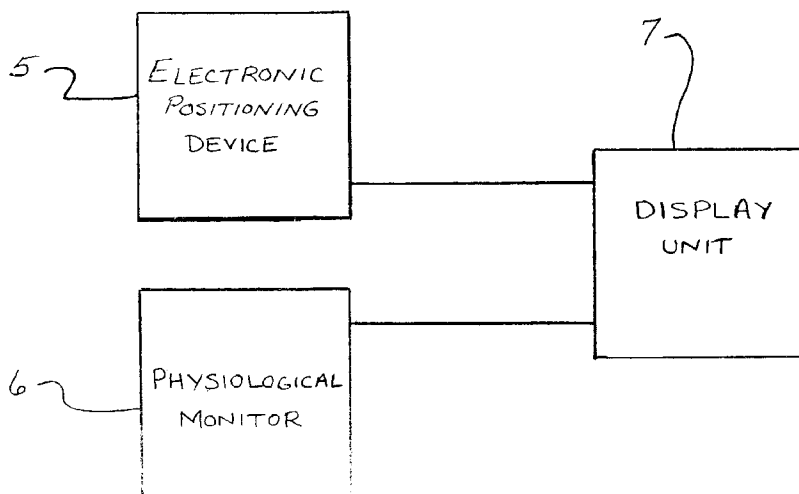 5
ELECTRONIC
POSITIONING
DEVICE
7
DISPLAY
UNIT
6
PHYSIOLOGICAL
MONITOR